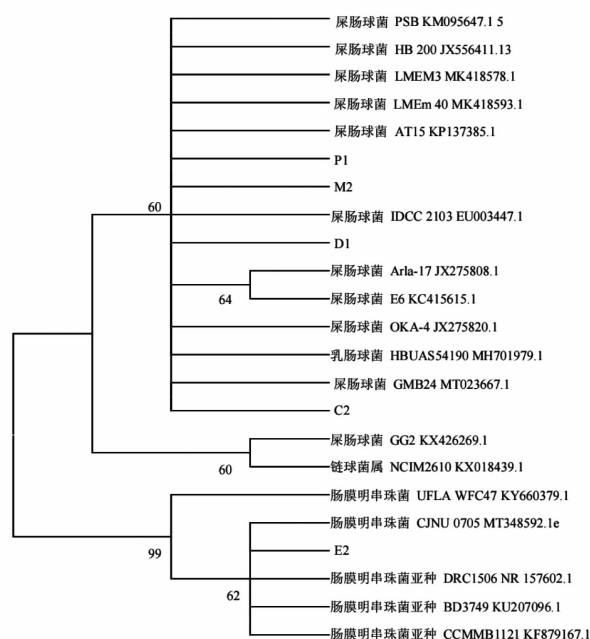 屎肠球菌 PSB KM095647.1 5
屎肠球菌 HB 200 JX556411.13
屎肠球菌 LMEM3 MK418578.1
屎肠球菌 LMEm 40 MK418593.1
屎肠球菌 AT15 KP137385.1
P1
M2
60
屎肠球菌 IDCC 2103 EU003447.1
D1
屎肠球菌 Arla-17 JX275808.1
64
屎肠球菌 E6 KC415615.1
屎肠球菌 OKA-4 JX275820.1
乳肠球菌 HBUAS54190 MH701979.1
屎肠球菌 GMB24 MT023667.1
C2
屎肠球菌 GG2 KX426269.1
60
链球菌属 NCIM2610 KX018439.1
肠膜明串珠菌 UFLA WFC47 KY660379.1
肠膜明串珠菌 CJNU 0705 MT348592.1e
99
E2
肠膜明串珠菌亚种 DRC1506 NR 157602.1
62
肠膜明串珠菌亚种 BD3749 KU207096.1
肠膜明串珠菌亚种 CCMMB1121 KF879167.1